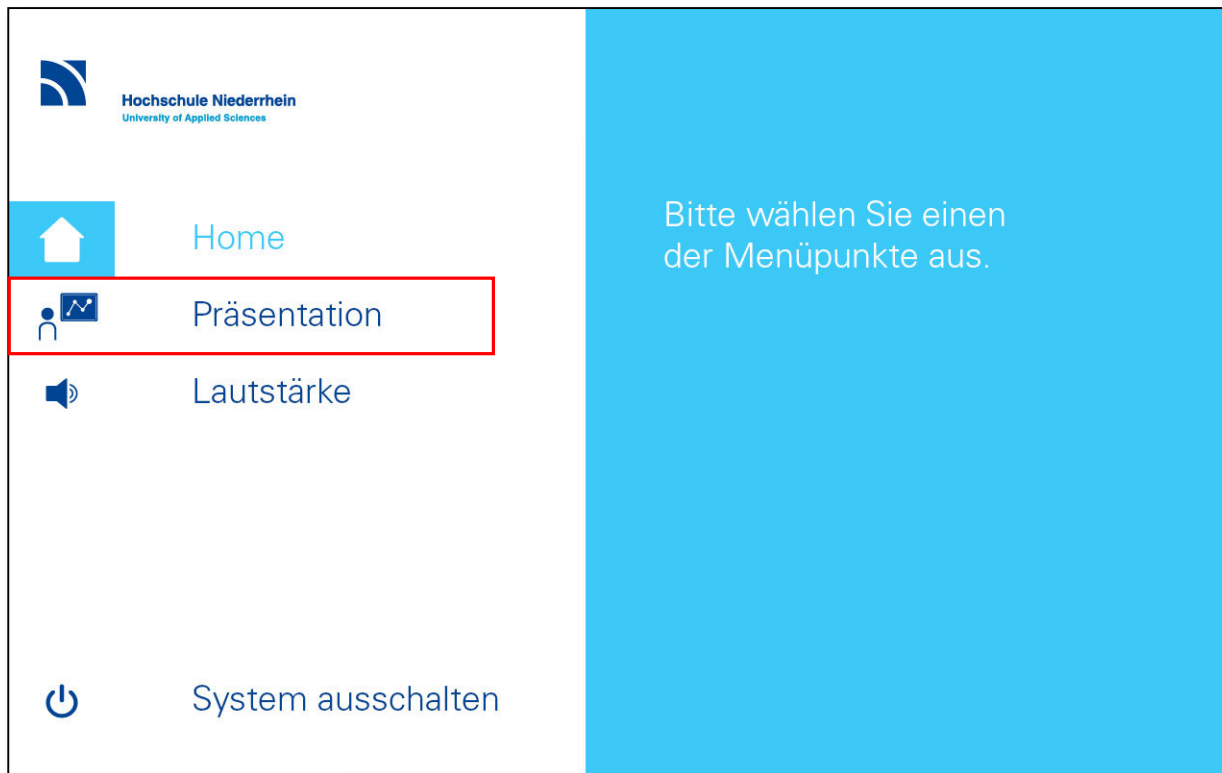 Hochschule Niederrhein
University of Applied Sciences
Home
Präsentation
Lautstärke
System ausschalten
Bitte wählen Sie einen
der Menüpunkte aus.